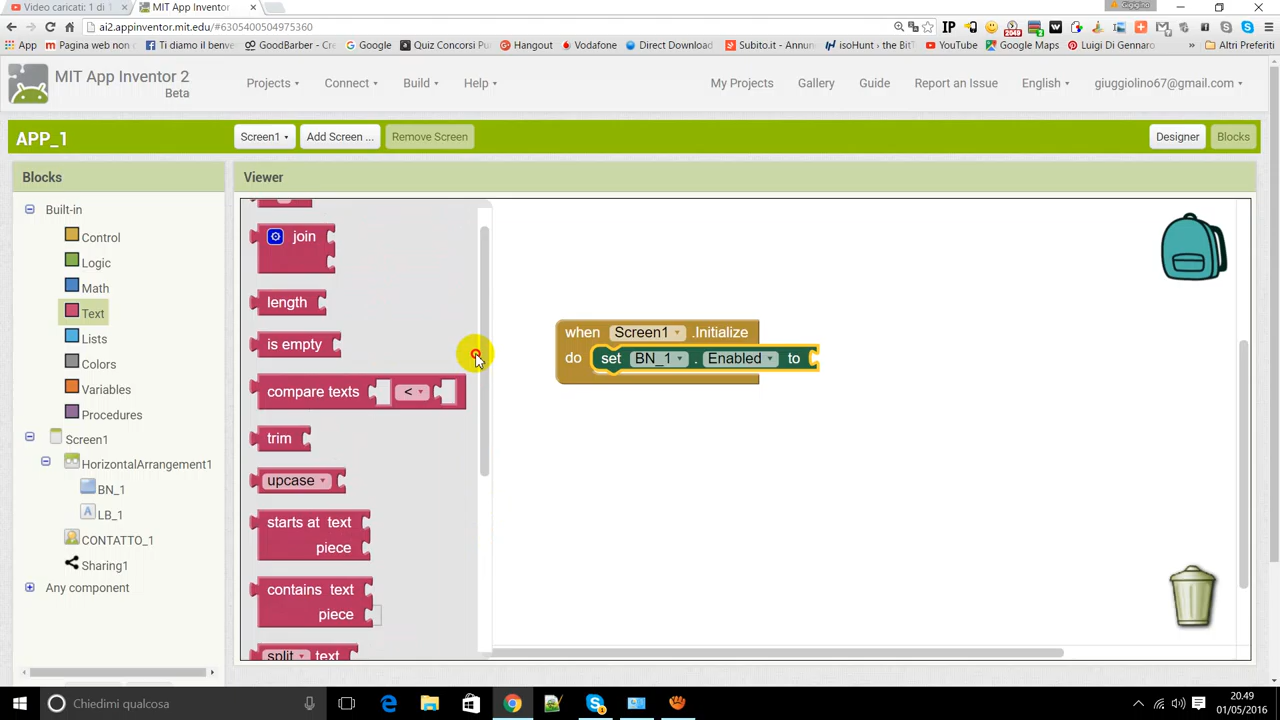 Video caricati: 1 di 1
MIT App Inventor 2
Gigigino
ai2.appinventor.mit.edu/#6305400504975360
App
Pagina web non
Ti diamo il benve
GoodBarber - Cre
Google
Quiz Concorsi Pu
Hangout
Vodafone
Direct Download
Subito.it - Annun
isoHunt - the BitT
YouTube
Google Maps
Luigi Di Gennaro
»
Altri Preferiti
MIT App Inventor 2
Beta
Projects
Connect
Build
Help
My Projects
Gallery
Guide
Report an Issue
English
giuggiolino67@gmail.com
APP_1
Screen1
Add Screen ...
Remove Screen
Designer
Blocks
Blocks
Viewer
Built-in
Control
Logic
Math
Text
Lists
Colors
Variables
Procedures
Screen1
HorizontalArrangement1
BN_1
LB_1
CONTATTO_1
Sharing1
Any component
join
length
is empty
compare texts <
trim
upcase
starts at text
piece
contains text
piece
split text
when Screen1 .Initialize
do set BN_1 . Enabled to
Chiedimi qualcosa
20.49
01/05/2016